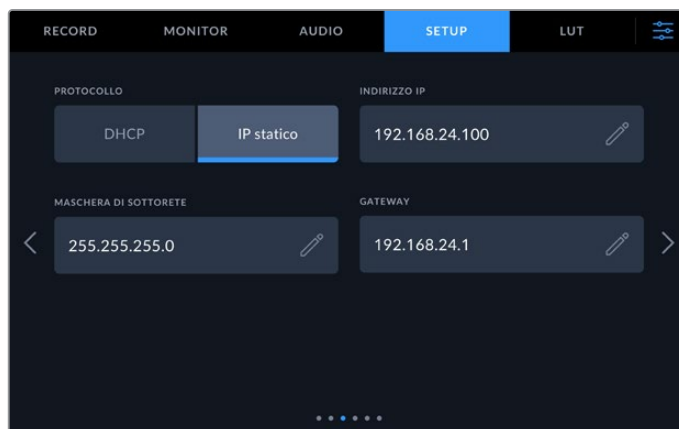 RECORD MONITOR AUDIO SETUP LUT
PROTOCOLLO INDIRIZZO IP
DHCP IP statico 192.168.24.100
MASCHERA DI SOTTORETE GATEWAY
255.255.255.0 192.168.24.1